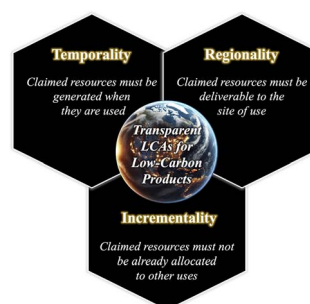 Temporality
Claimed resources must be
generated when
they are used
Regionality
Claimed resources must be
deliverable to the
site of use
Transparent
LCAs for
Low-Carbon
Products
Incrementality
Claimed resources must not
be already allocated
to other uses